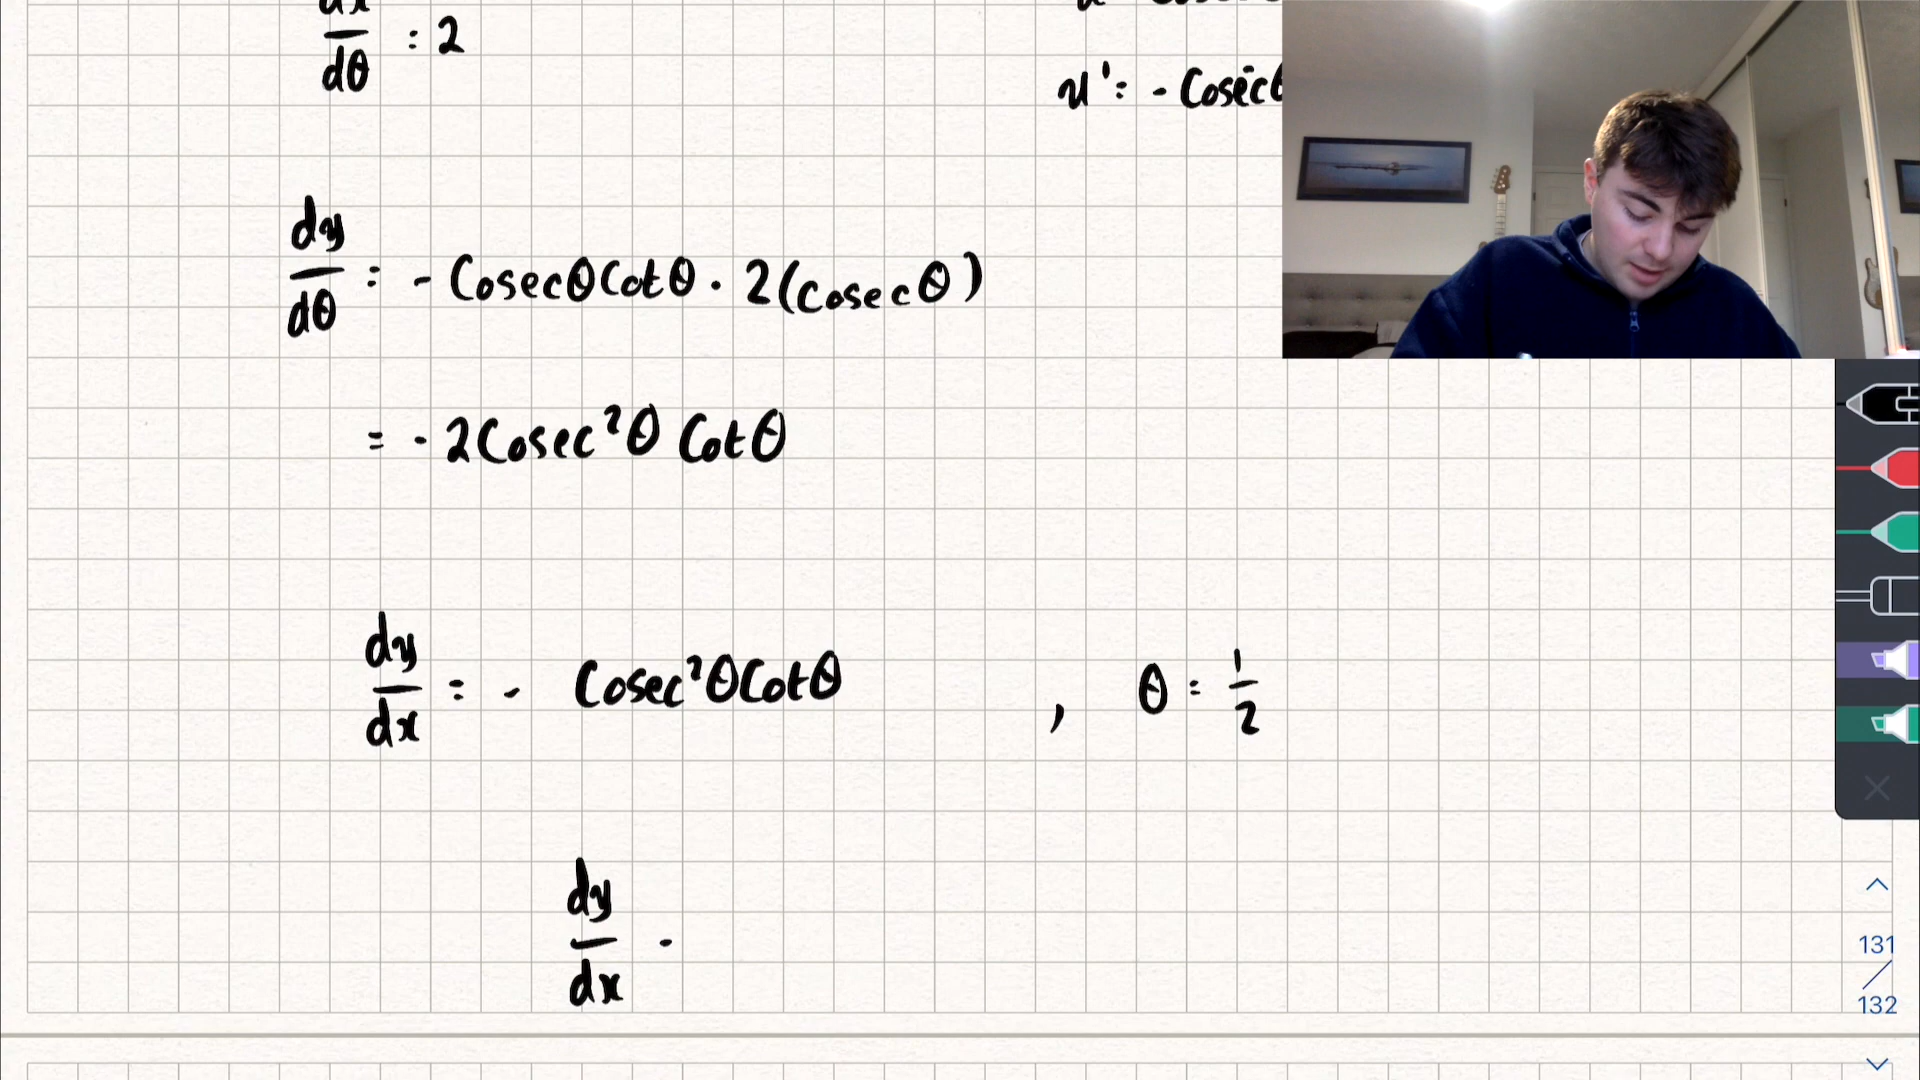 dx/dθ : 2
u' : - Cosec
dy/dθ : - CosecθCotθ . 2(cosecθ)
= - 2Cosec²θ Cotθ
dy/dx = - Cosec²θCotθ , θ = 1/2
dy/dx -
131
132